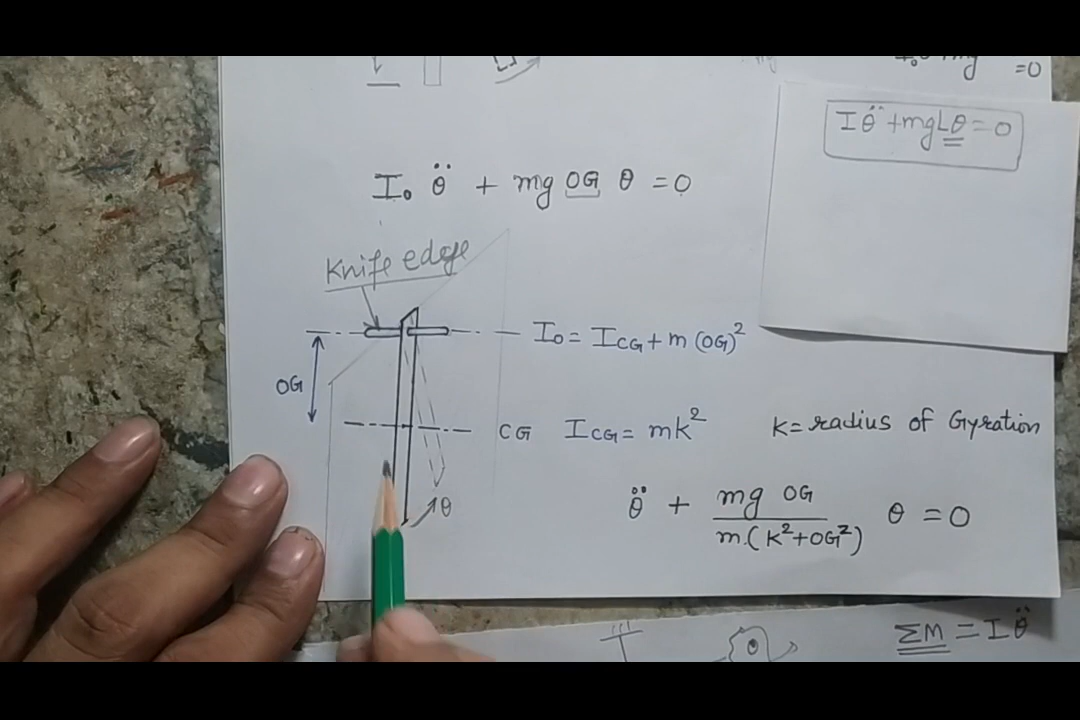 =0
Iθ̈ + mgLθ = 0
I₀ θ̈ + mg OG θ = 0
Knife edge
I₀ = I_CG + m (OG)²
OG
CG I_CG = mk² K = radius of Gyration
θ
θ̈ + mg OG / m.(K² + OG²) θ = 0
ΣM = I θ̈